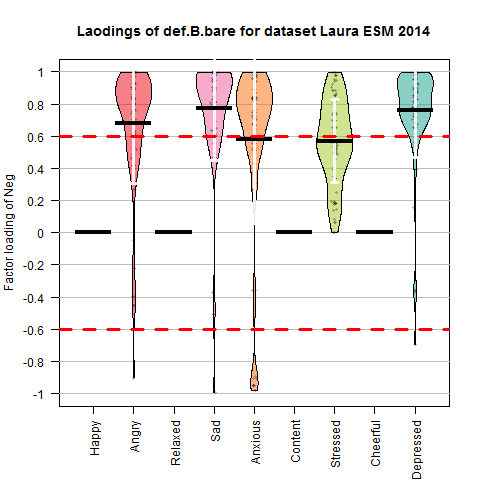 Laodings of def.B.bare for dataset Laura ESM 2014
Factor loading of Neg
1
0.8
0.6
0.4
0.2
0
-0.2
-0.4
-0.6
-0.8
-1
Happy
Angry
Relaxed
Sad
Anxious
Content
Stressed
Cheerful
Depressed